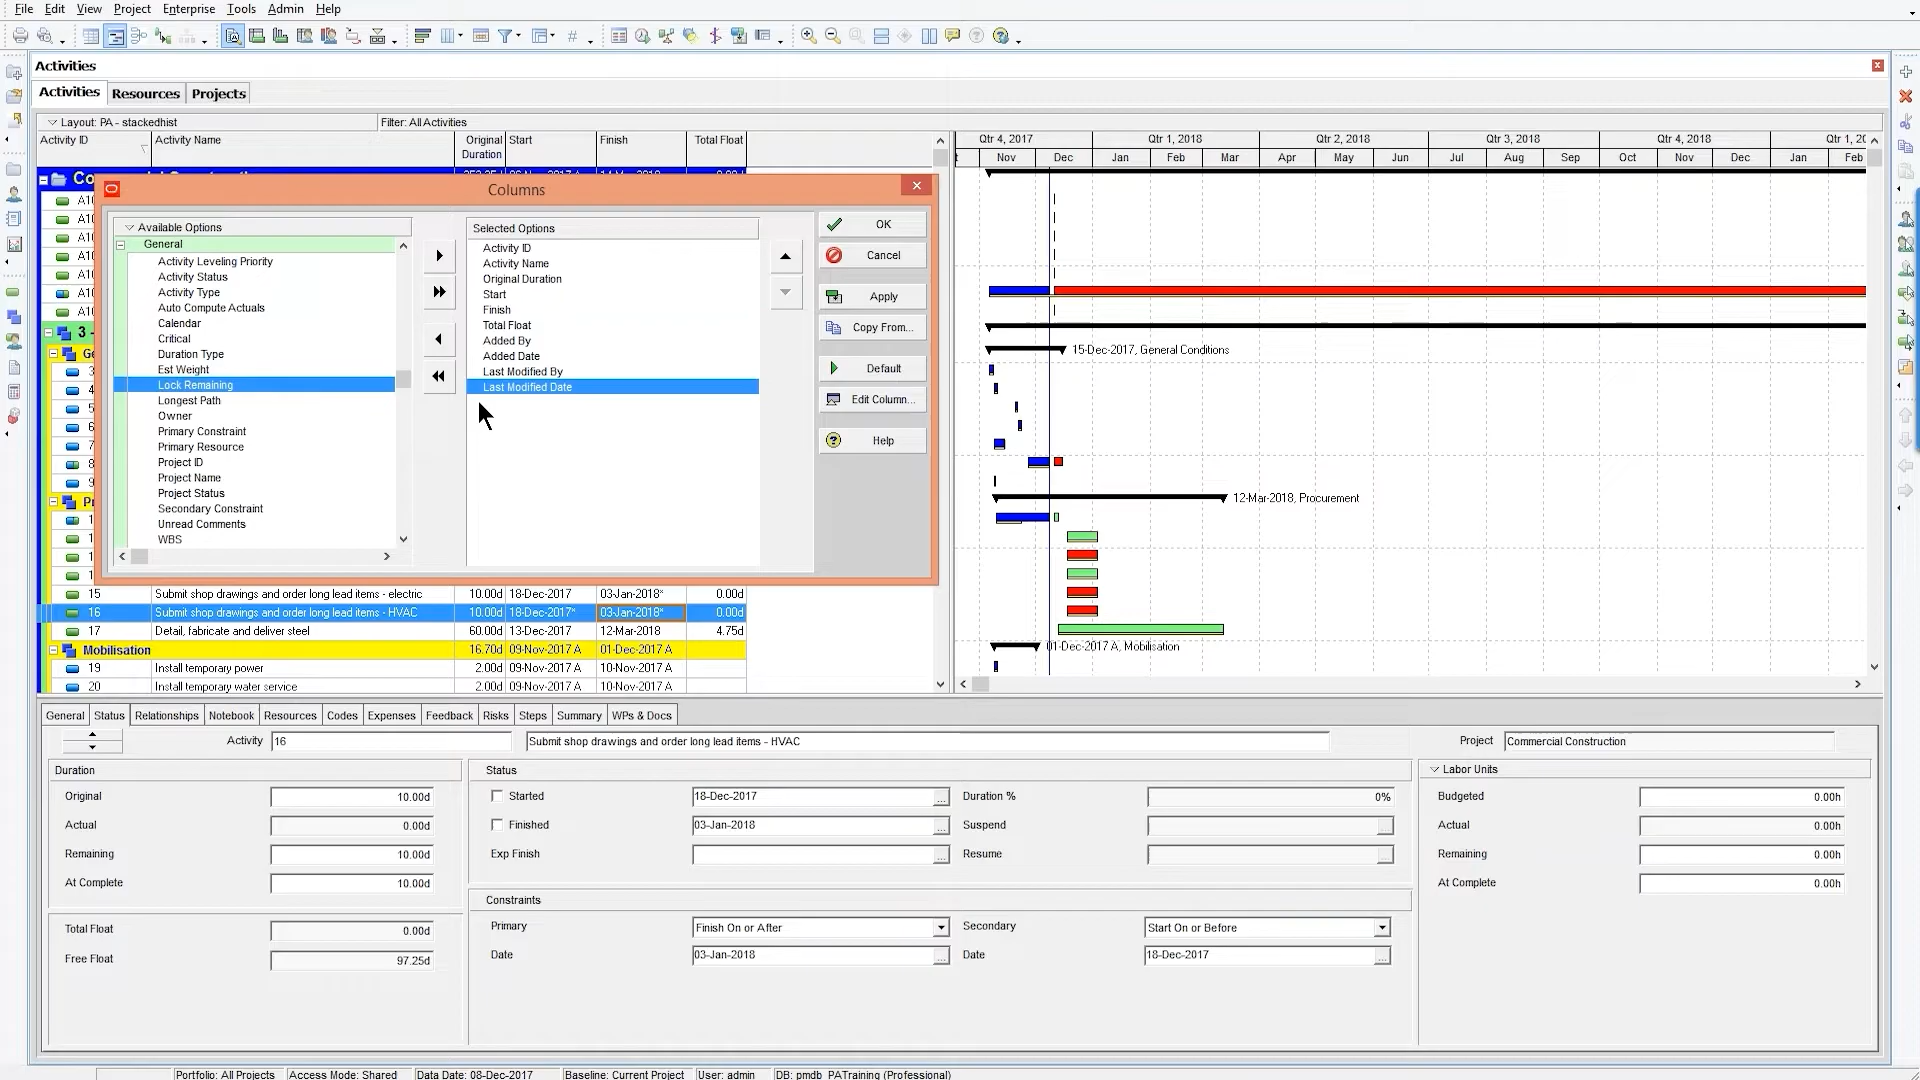 File Edit View Project Enterprise Tools Admin Help
Activities
Activities Resources Projects
Layout: PA - stackedhist Filter: All Activities
Activity ID Activity Name Original Duration Start Finish Total Float
Qtr 4, 2017 Qtr 1, 2018 Qtr 2, 2018 Qtr 3, 2018 Qtr 4, 2018 Qtr 1, 20
Nov Dec Jan Feb Mar Apr May Jun Jul Aug Sep Oct Nov Dec Jan Feb
Columns
Available Options
General
Activity Leveling Priority
Activity Status
Activity Type
Auto Compute Actuals
Calendar
Critical
Duration Type
Est Weight
Lock Remaining
Longest Path
Owner
Primary Constraint
Primary Resource
Project ID
Project Name
Project Status
Secondary Constraint
Unread Comments
WBS
Selected Options
Activity ID
Activity Name
Original Duration
Start
Finish
Total Float
Added By
Added Date
Last Modified By
Last Modified Date
OK
Cancel
Apply
Copy From...
Default
Edit Column...
Help
15-Dec-2017, General Conditions
12-Mar-2018, Procurement
01-Dec-2017 A, Mobilisation
15 Submit shop drawings and order long lead items - electric 10.00d 18-Dec-2017 03-Jan-2018* 0.00d
16 Submit shop drawings and order long lead items - HVAC 10.00d 18-Dec-2017* 03-Jan-2018* 0.00d
17 Detail, fabricate and deliver steel 60.00d 13-Dec-2017 12-Mar-2018 4.75d
Mobilisation 16.70d 09-Nov-2017 A 01-Dec-2017 A
19 Install temporary power 2.00d 09-Nov-2017 A 10-Nov-2017 A
20 Install temporary water service 2.00d 09-Nov-2017 A 10-Nov-2017 A
General Status Relationships Notebook Resources Codes Expenses Feedback Risks Steps Summary WPs & Docs
Activity 16 Submit shop drawings and order long lead items - HVAC Project Commercial Construction
Duration
Original 10.00d
Actual 0.00d
Remaining 10.00d
At Complete 10.00d
Total Float 0.00d
Free Float 97.25d
Status
Started 18-Dec-2017 Duration % 0%
Finished 03-Jan-2018 Suspend
Exp Finish Resume
Constraints
Primary Finish On or After Secondary Start On or Before
Date 03-Jan-2018 Date 18-Dec-2017
Labor Units
Budgeted 0.00h
Actual 0.00h
Remaining 0.00h
At Complete 0.00h
Portfolio: All Projects Access Mode: Shared Data Date: 08-Dec-2017 Baseline: Current Project User: admin DB: pmdb_PATraining (Professional)